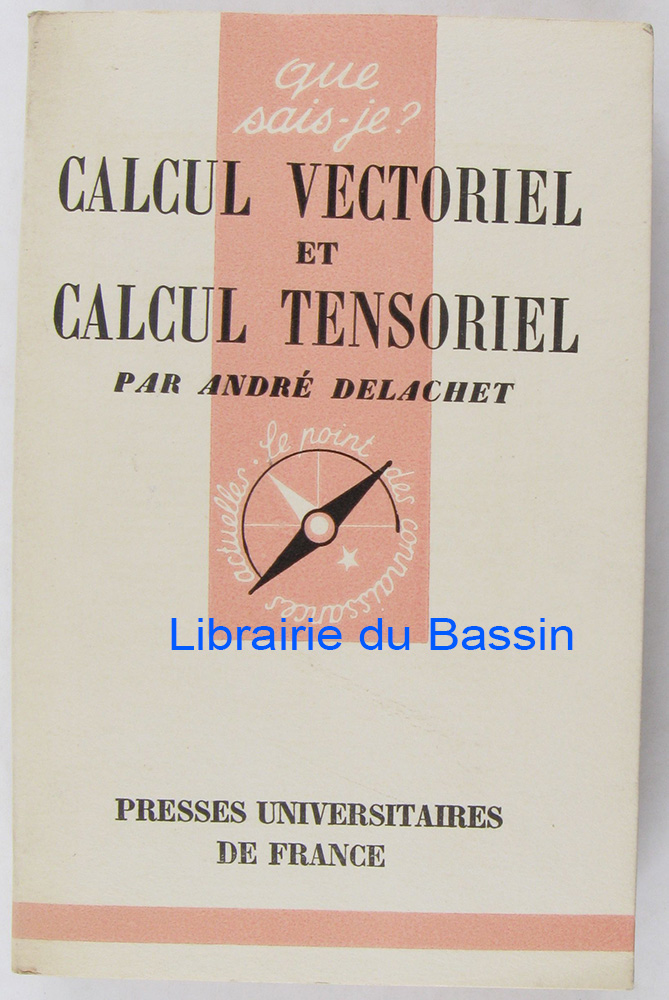 que
sais-je?
CALCUL VECTORIEL
ET
CALCUL TENSORIEL
PAR ANDRÉ DELACHET
le point des connaissances actuelles.
Librairie du Bassin
PRESSES UNIVERSITAIRES
DE FRANCE